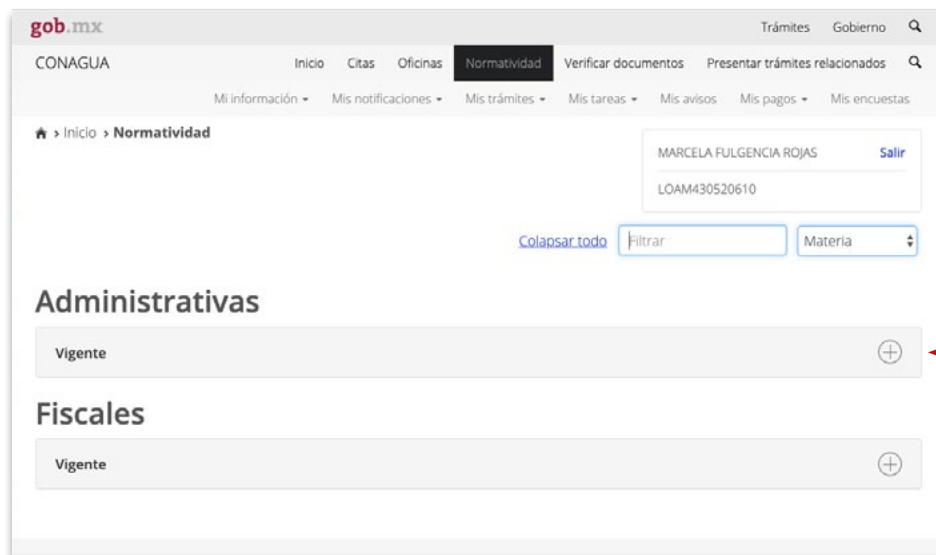 gob.mx Trámites Gobierno
CONAGUA Inicio Citas Oficinas Normatividad Verificar documentos Presentar trámites relacionados
Mi información Mis notificaciones Mis trámites Mis tareas Mis avisos Mis pagos Mis encuestas
> Inicio > Normatividad
MARCELA FULGENCIA ROJAS Salir
LOAM430520610
Colapsar todo Filtrar Materia
Administrativas
Vigente
Fiscales
Vigente